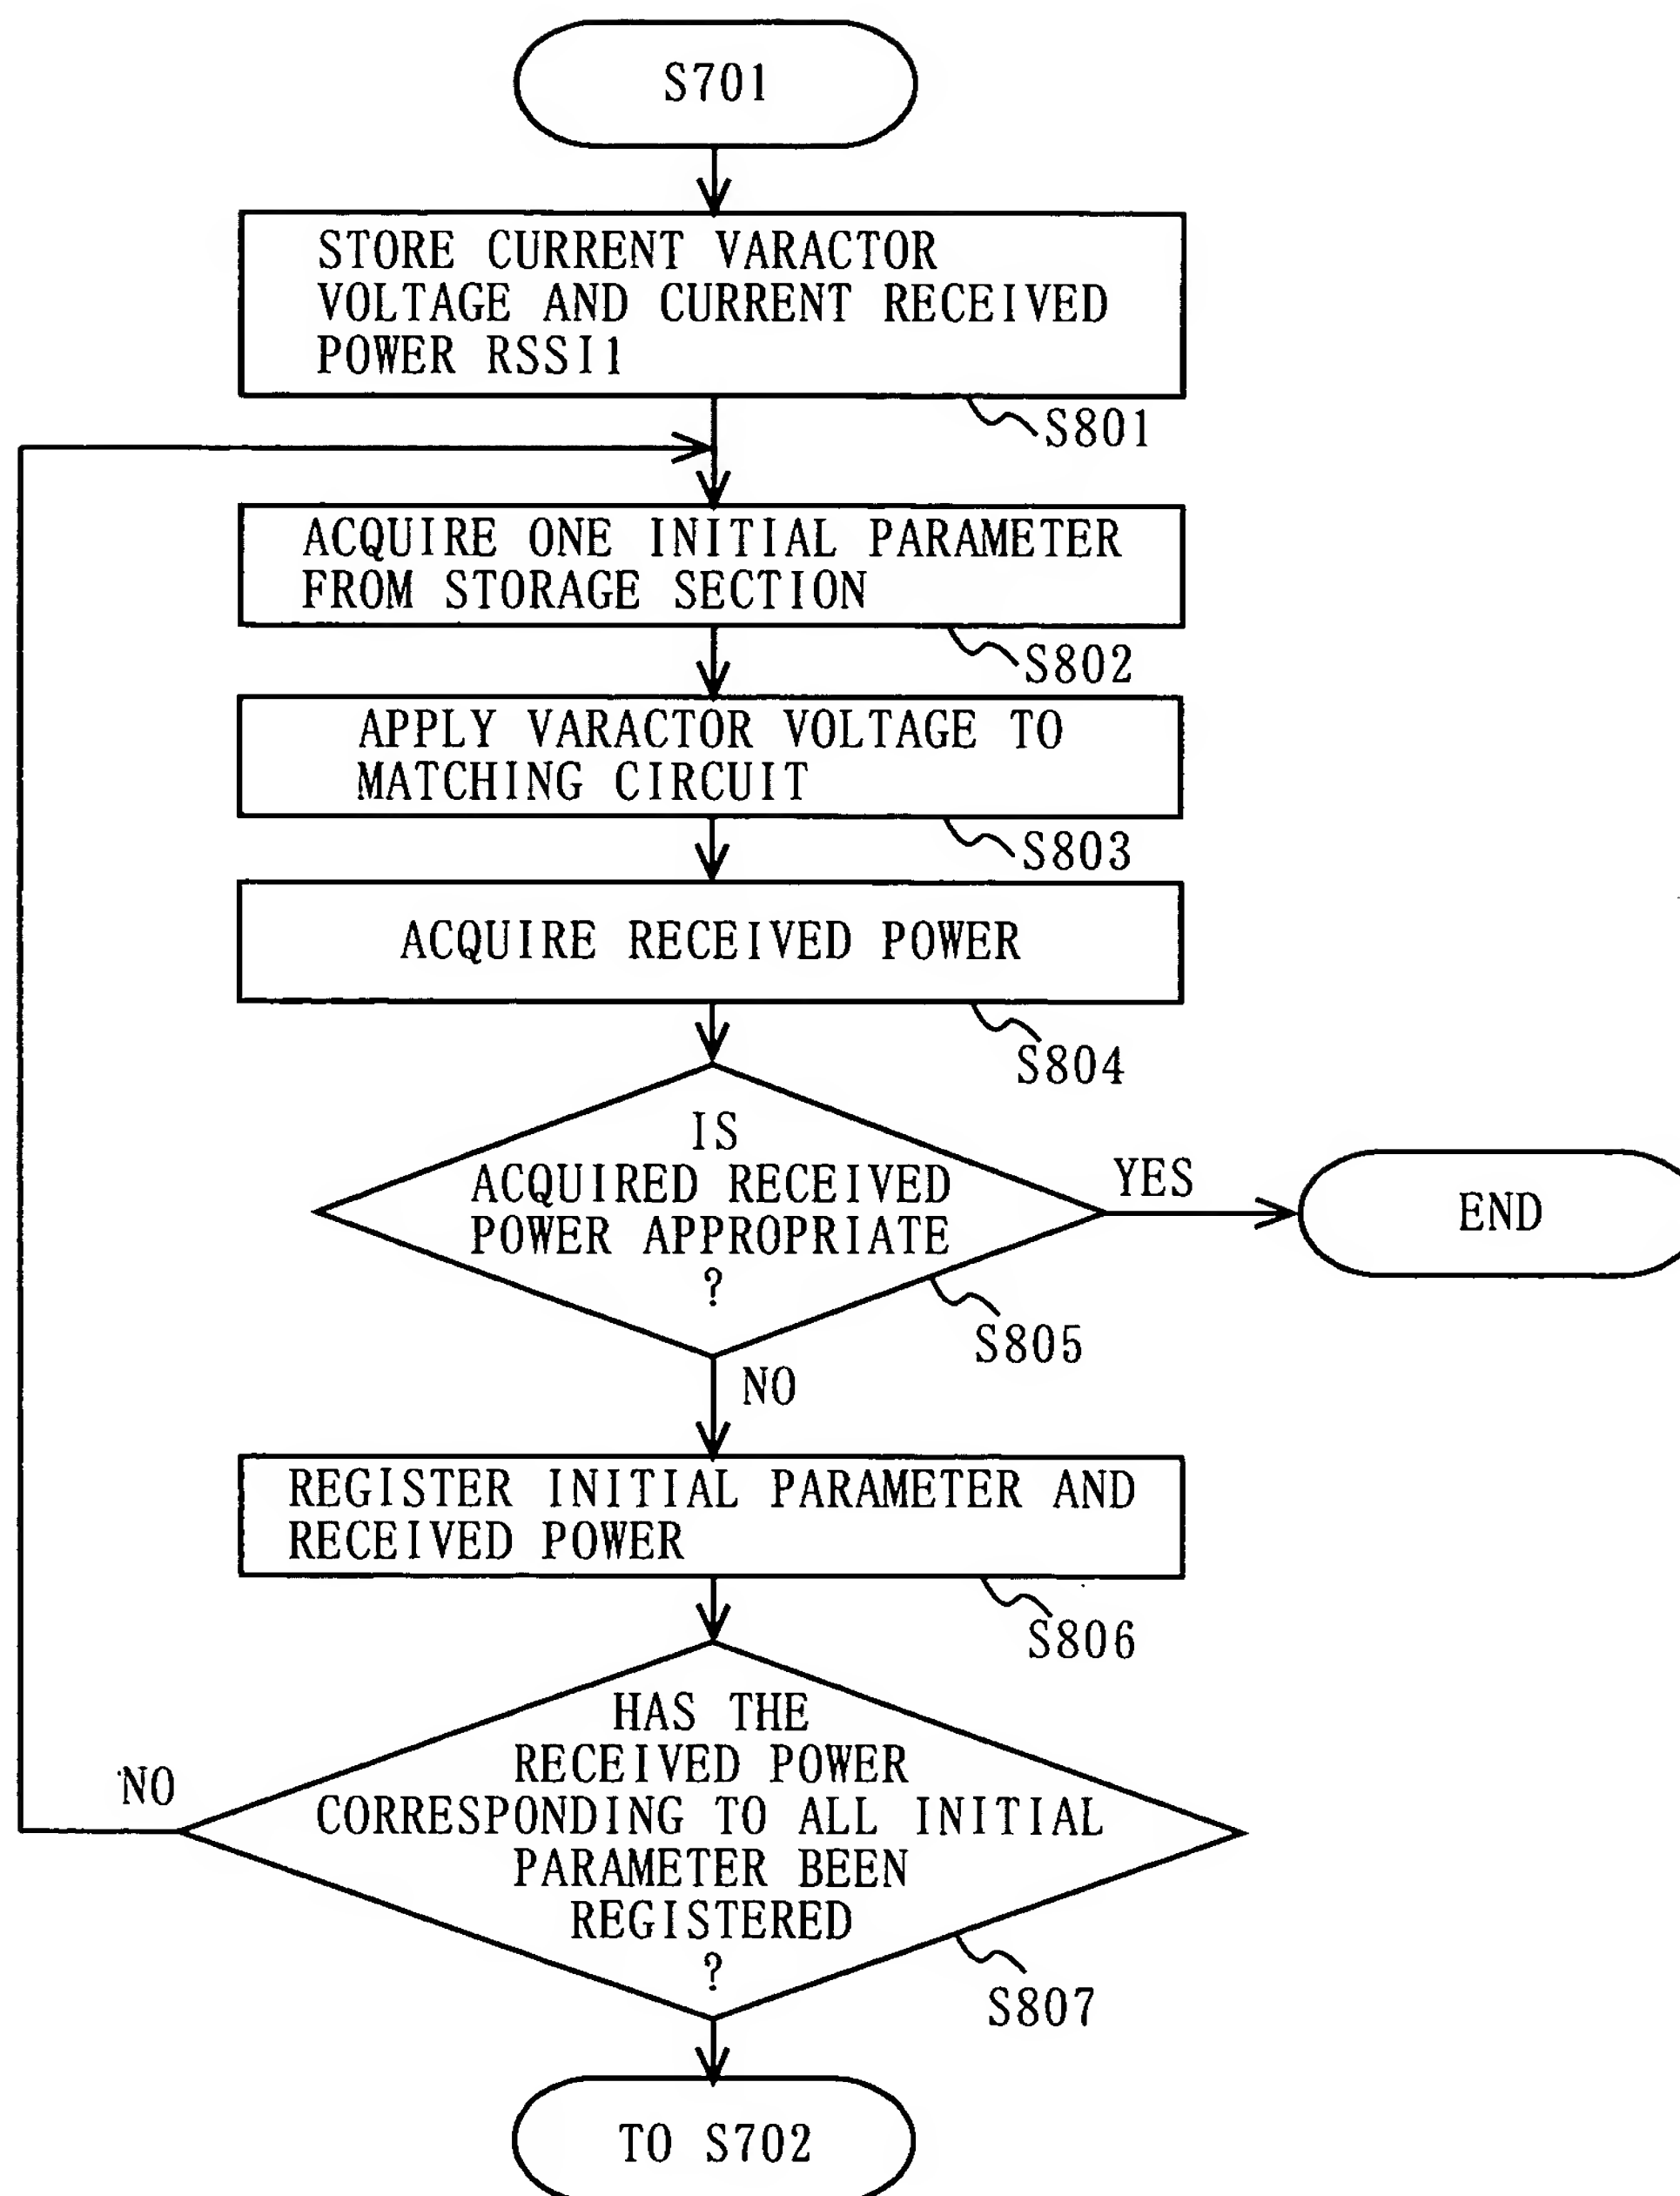 S701
STORE CURRENT VARACTOR
VOLTAGE AND CURRENT RECEIVED
POWER RSSI1
S801
ACQUIRE ONE INITIAL PARAMETER
FROM STORAGE SECTION
S802
APPLY VARACTOR VOLTAGE TO
MATCHING CIRCUIT
S803
ACQUIRE RECEIVED POWER
S804
IS
ACQUIRED RECEIVED
POWER APPROPRIATE
?
YES
END
S805
NO
REGISTER INITIAL PARAMETER AND
RECEIVED POWER
S806
HAS THE
RECEIVED POWER
CORRESPONDING TO ALL INITIAL
PARAMETER BEEN
REGISTERED
?
NO
S807
TO S702